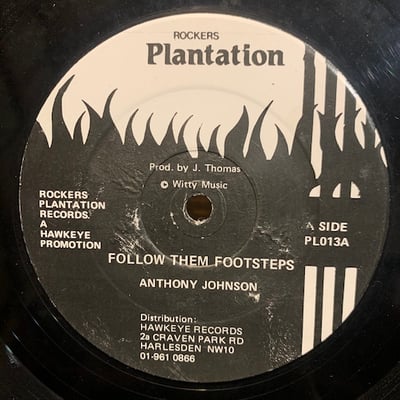 ROCKERS
Plantation
Prod. by J. Thomas
© Witty Music
ROCKERS
PLANTATION
RECORDS.
A
HAWKEYE
PROMOTION
A SIDE
PL013A
FOLLOW THEM FOOTSTEPS
ANTHONY JOHNSON
Distribution:
HAWKEYE RECORDS
2a CRAVEN PARK RD
HARLESDEN NW10
01-961 0866